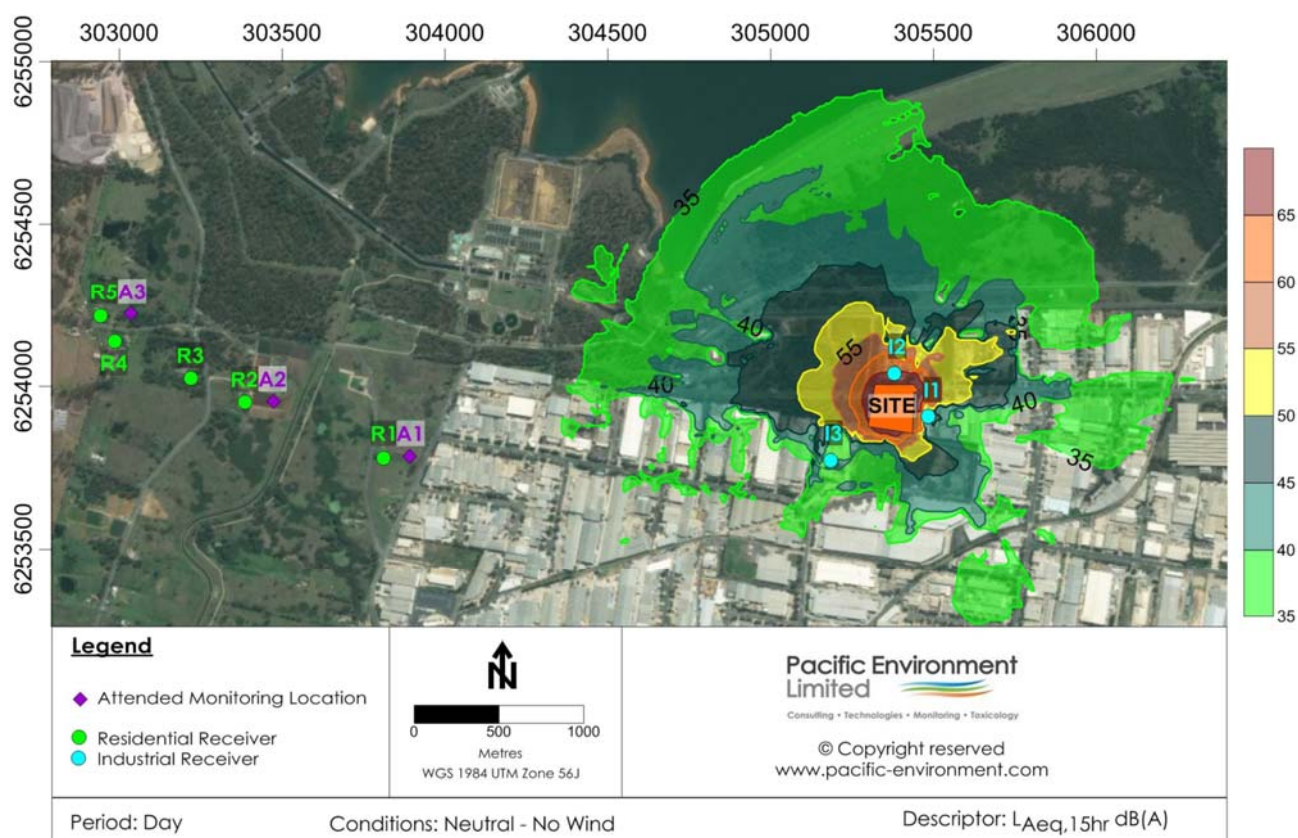 303000 303500 304000 304500 305000 305500 306000
6255000
6254500
6254000
6253500
35
40
40
55
35
40
35
R5 A3
R4
R3
R2 A2
R1 A1
I2
I1
SITE
I3
65
60
55
50
45
40
35
Legend
Attended Monitoring Location
Residential Receiver
Industrial Receiver
N
0 500 1000
Metres
WGS 1984 UTM Zone 56J
Pacific Environment
Limited
Consulting • Technologies • Monitoring • Toxicology
© Copyright reserved
www.pacific-environment.com
Period: Day Conditions: Neutral - No Wind Descriptor: LAeq,15hr dB(A)